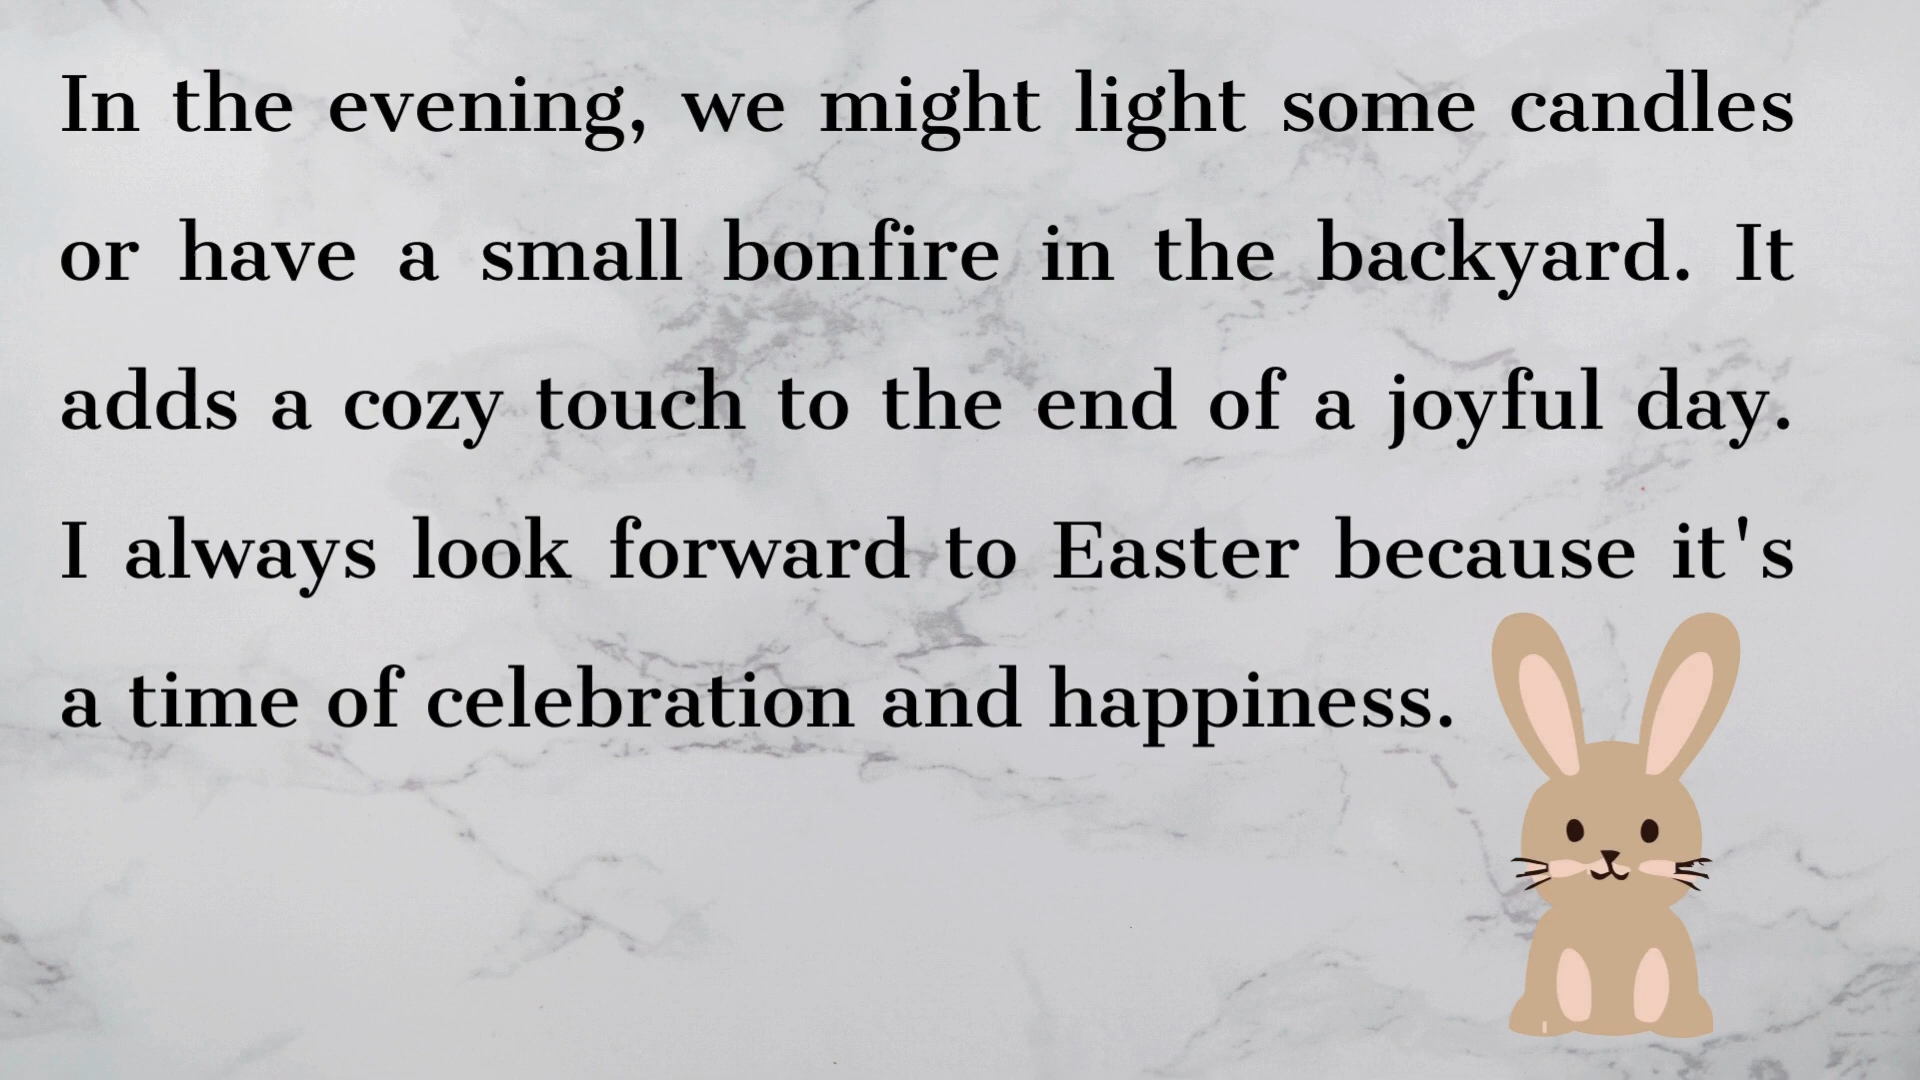 In the evening, we might light some candles
or have a small bonfire in the backyard. It
adds a cozy touch to the end of a joyful day.
I always look forward to Easter because it's
a time of celebration and happiness.